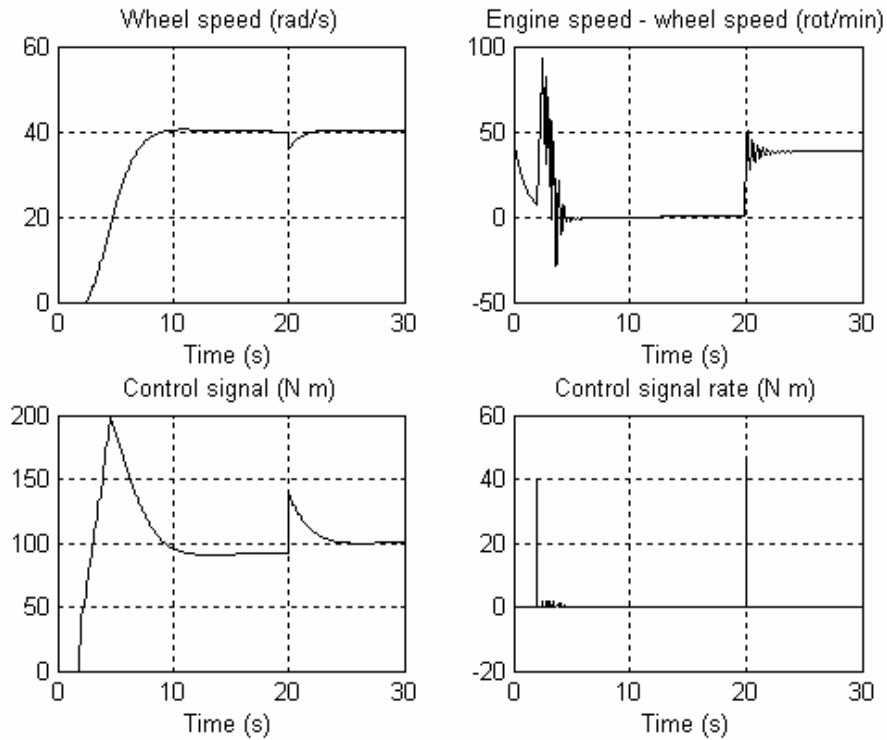 Wheel speed (rad/s)
60
40
20
0
0 10 20 30
Time (s)
Engine speed - wheel speed (rot/min)
100
50
0
-50
0 10 20 30
Time (s)
Control signal (N m)
200
150
100
50
0
0 10 20 30
Time (s)
Control signal rate (N m)
60
40
20
0
-20
0 10 20 30
Time (s)